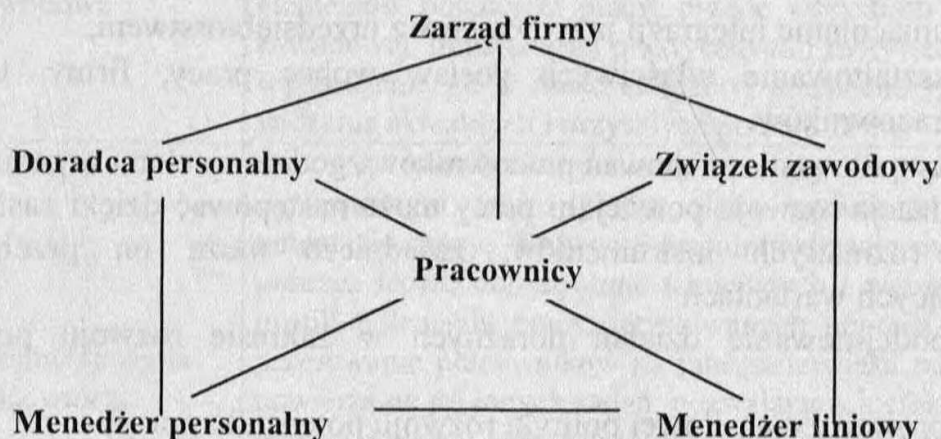 Zarząd firmy
Doradca personalny
Związek zawodowy
Pracownicy
Menedżer personalny
Menedżer liniowy